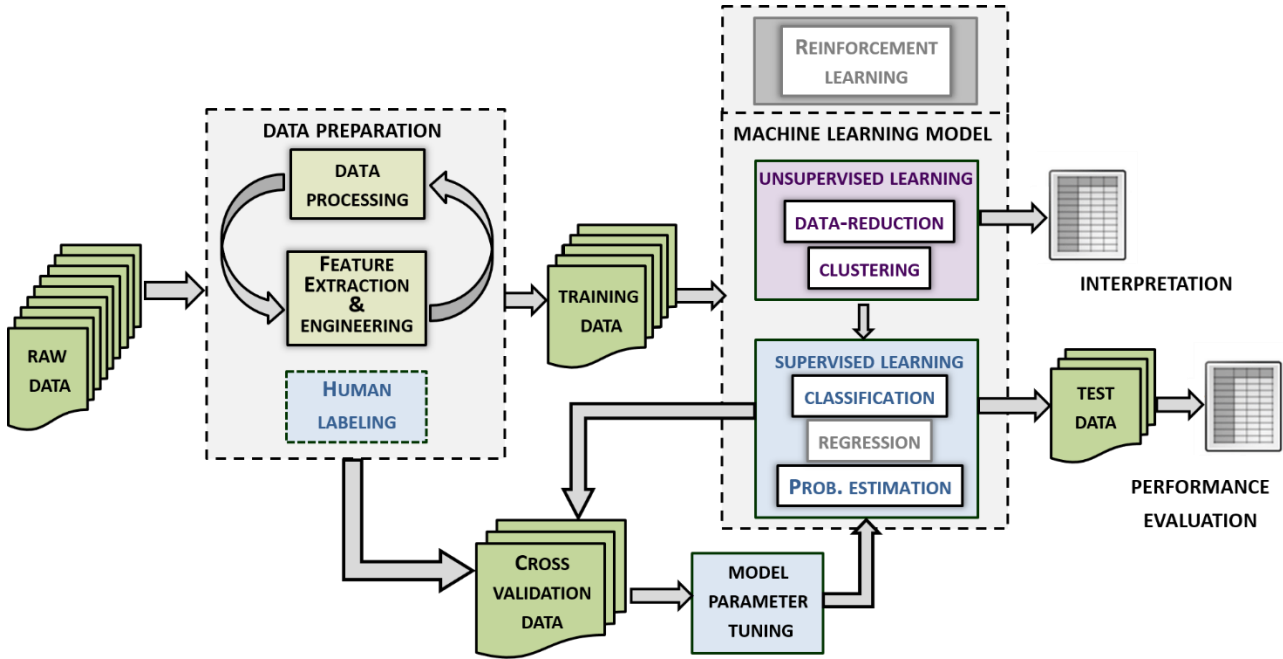 REINFORCEMENT
LEARNING
DATA PREPARATION
MACHINE LEARNING MODEL
DATA
PROCESSING
UNSUPERVISED LEARNING
DATA-REDUCTION
CLUSTERING
FEATURE
EXTRACTION
&
ENGINEERING
TRAINING
DATA
INTERPRETATION
RAW
DATA
HUMAN
LABELING
SUPERVISED LEARNING
CLASSIFICATION
REGRESSION
PROB. ESTIMATION
TEST
DATA
PERFORMANCE
EVALUATION
CROSS
VALIDATION
DATA
MODEL
PARAMETER
TUNING